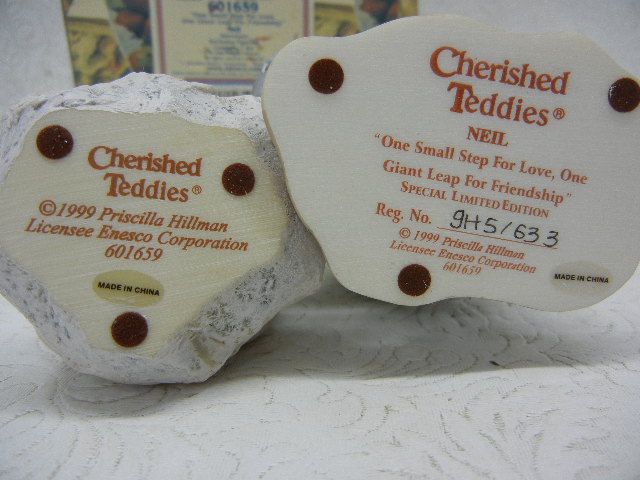 601659
Cherished
Teddies®
©1999 Priscilla Hillman
Licensee Enesco Corporation
601659
MADE IN CHINA
Cherished
Teddies®
NEIL
"One Small Step For Love, One
Giant Leap For Friendship"
SPECIAL LIMITED EDITION
Reg. No. 9H5/633
© 1999 Priscilla Hillman
Licensee Enesco Corporation
601659
MADE IN CHINA